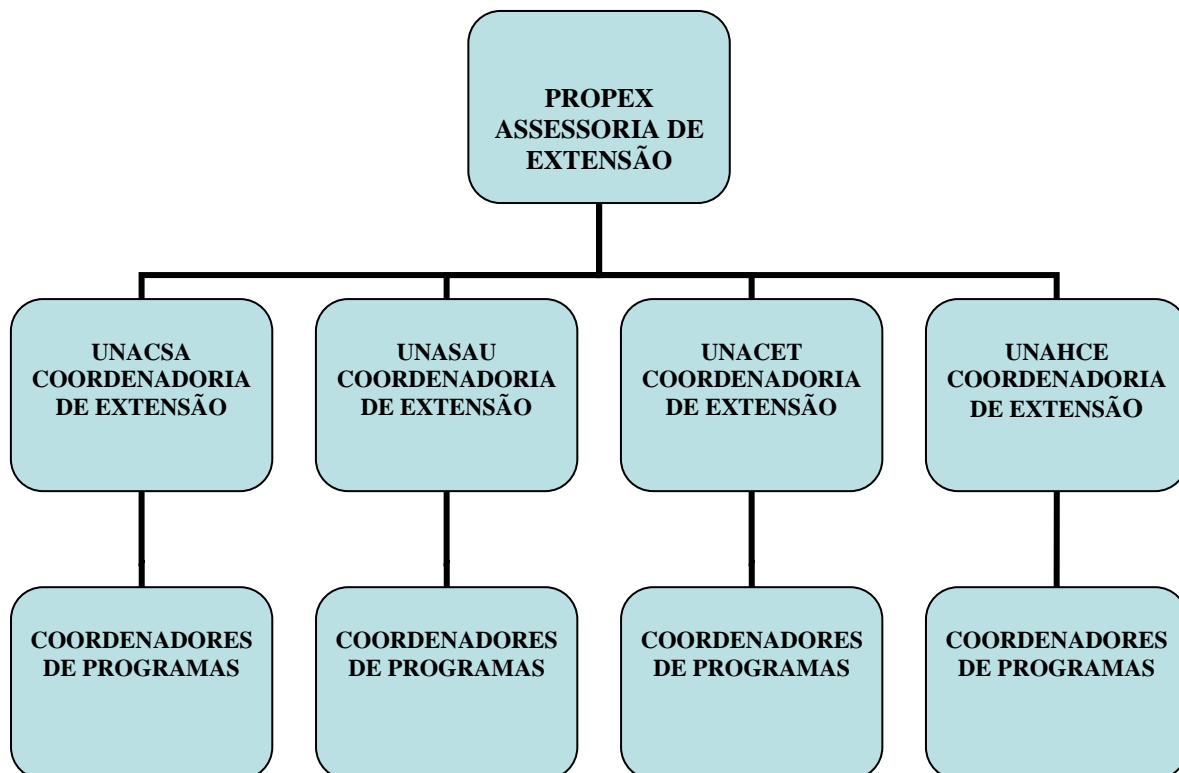 PROPEX
ASSESSORIA DE
EXTENSÃO
UNACSA
COORDENADORIA
DE EXTENSÃO
UNASAU
COORDENADORIA
DE EXTENSÃO
UNACET
COORDENADORIA
DE EXTENSÃO
UNAHCE
COORDENADORIA
DE EXTENSÃO
COORDENADORES
DE PROGRAMAS
COORDENADORES
DE PROGRAMAS
COORDENADORES
DE PROGRAMAS
COORDENADORES
DE PROGRAMAS